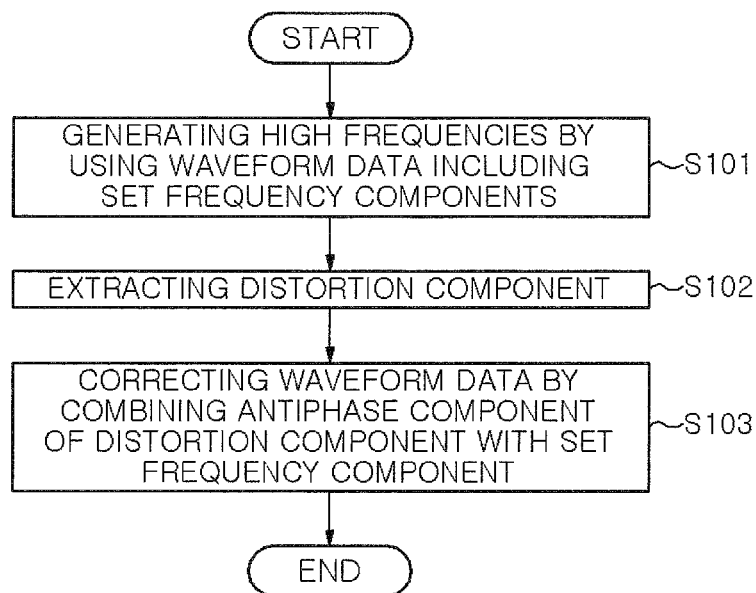 START
GENERATING HIGH FREQUENCIES BY
USING WAVEFORM DATA INCLUDING
SET FREQUENCY COMPONENTS
S101
EXTRACTING DISTORTION COMPONENT
S102
CORRECTING WAVEFORM DATA BY
COMBINING ANTIPHASE COMPONENT
OF DISTORTION COMPONENT WITH SET
FREQUENCY COMPONENT
S103
END